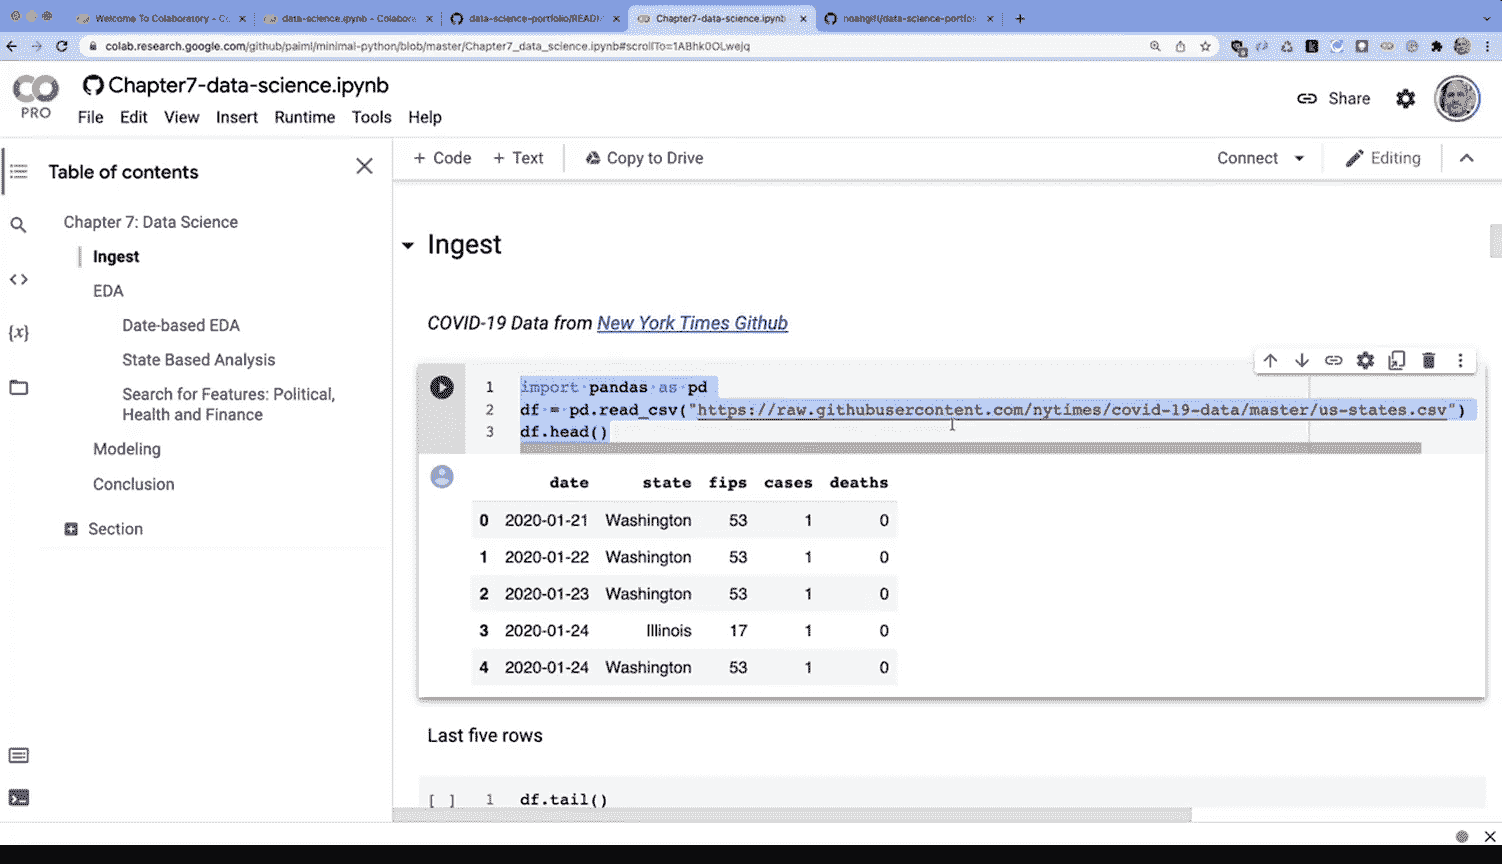 Welcome To Colaboratory - Co
data-science.ipynb - Colabora
data-science-portfolio/READI
Chapter7-data-science.ipynb
noahgift/data-science-portfo
colab.research.google.com/github/paiml/minimal-python/blob/master/Chapter7_data_science.ipynb#scrollTo=1ABhk0OLwejq
CO
PRO
Chapter7-data-science.ipynb
File Edit View Insert Runtime Tools Help
Share
Table of contents
Chapter 7: Data Science
Ingest
EDA
Date-based EDA
State Based Analysis
Search for Features: Political,
Health and Finance
Modeling
Conclusion
Section
{x}
+ Code + Text Copy to Drive
Connect Editing
Ingest
COVID-19 Data from New York Times Github
1 import pandas as pd
2 df = pd.read_csv("https://raw.githubusercontent.com/nytimes/covid-19-data/master/us-states.csv")
3 df.head()
date state fips cases deaths
0 2020-01-21 Washington 53 1 0
1 2020-01-22 Washington 53 1 0
2 2020-01-23 Washington 53 1 0
3 2020-01-24 Illinois 17 1 0
4 2020-01-24 Washington 53 1 0
Last five rows
[ ] 1 df.tail()